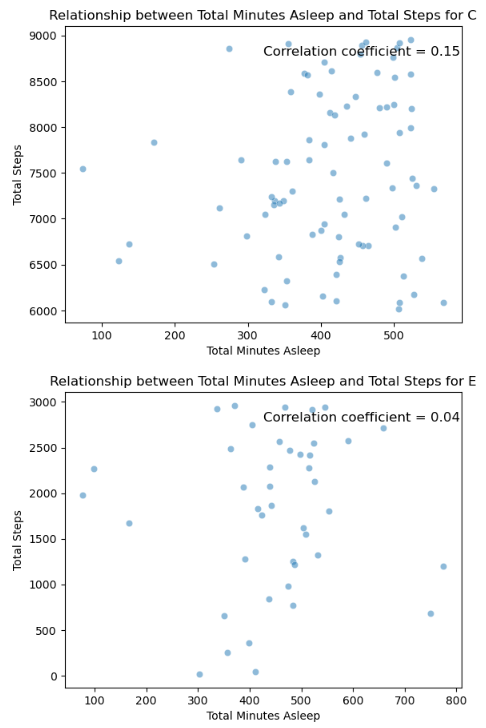 Relationship between Total Minutes Asleep and Total Steps for C
Correlation coefficient = 0.15
9000
8500
8000
7500
7000
6500
6000
Total Steps
100 200 300 400 500
Total Minutes Asleep
Relationship between Total Minutes Asleep and Total Steps for E
Correlation coefficient = 0.04
3000
2500
2000
1500
1000
500
0
Total Steps
100 200 300 400 500 600 700 800
Total Minutes Asleep